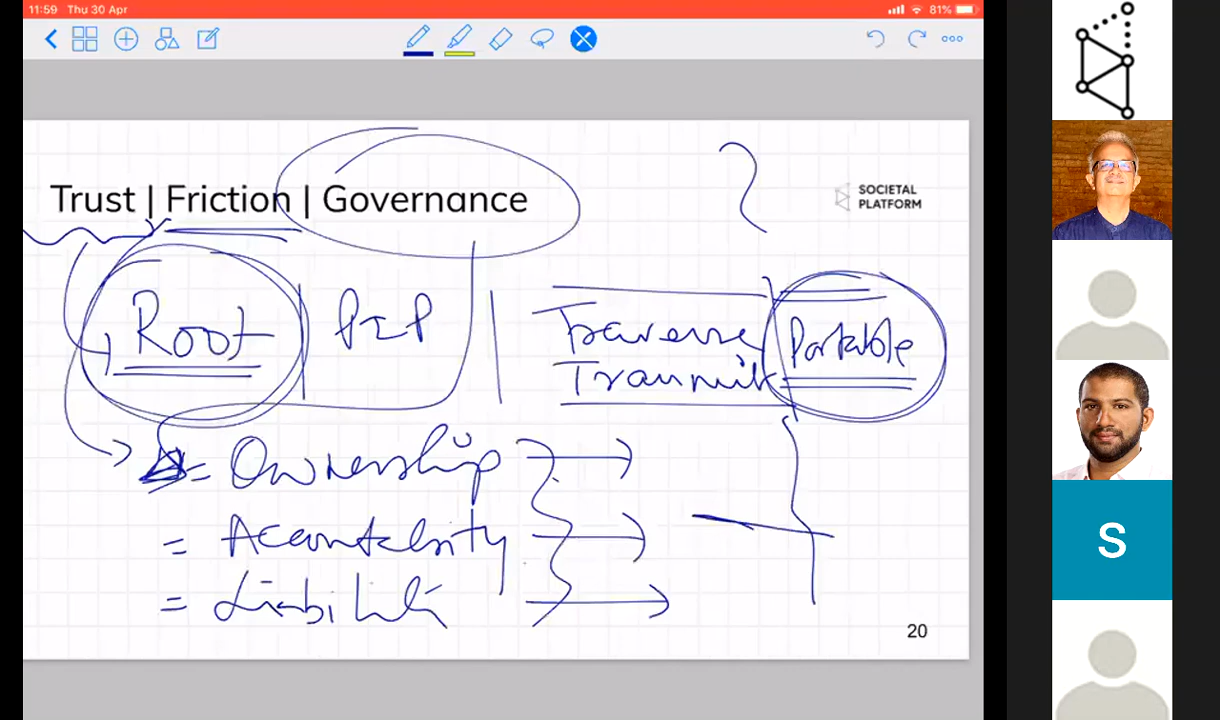 11:59 Thu 30 Apr
81%
Trust | Friction | Governance
SOCIETAL
PLATFORM
Root | P2P | Traverse
Transmit
Portable
= Ownership
= Accountability
= Liability
20
S